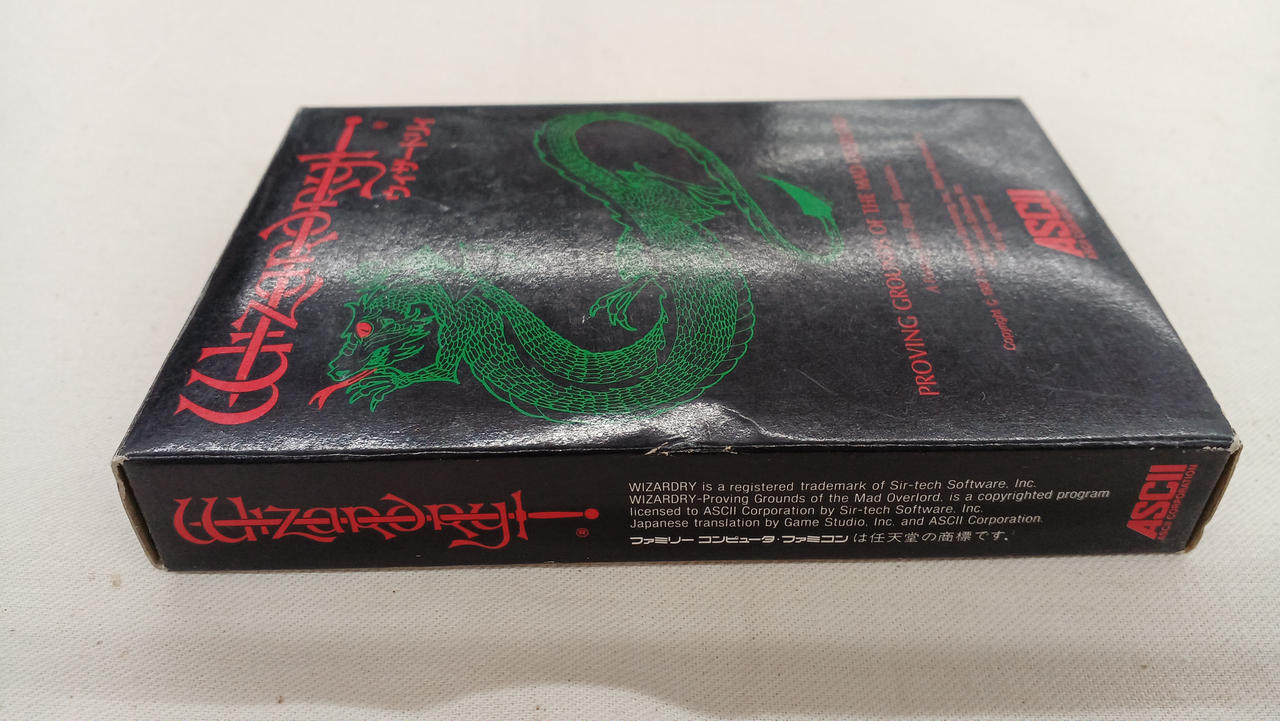 Wizardry
®
ウィザードリィ
PROVING GROUNDS OF THE MAD
Copyright ©
ASCII
Wizardry
®
WIZARDRY is a registered trademark of Sir-tech Software. Inc.
WIZARDRY-Proving Grounds of the Mad Overlord. is a copyrighted program
licensed to ASCII Corporation by Sir-tech Software. Inc.
Japanese translation by Game Studio, Inc. and ASCII Corporation.
ファミリー コンピュータ・ファミコン は任天堂の商標です。
ASCII
ASCII CORPORATION